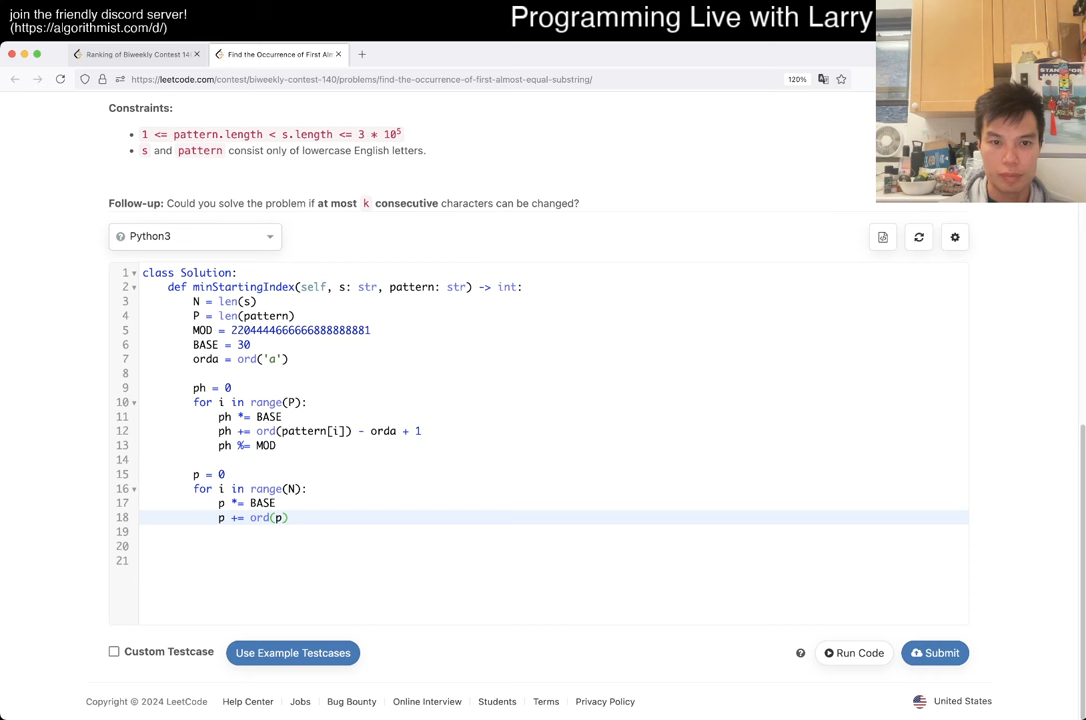 join the friendly discord server!
(https://algorithmist.com/d/)
Programming Live with Larry
Ranking of Biweekly Contest 14
Find the Occurrence of First Alm
https://leetcode.com/contest/biweekly-contest-140/problems/find-the-occurrence-of-first-almost-equal-substring/
120%
Constraints:
• 1 <= pattern.length < s.length <= 3 * 10⁵
• s and pattern consist only of lowercase English letters.
Follow-up: Could you solve the problem if at most k consecutive characters can be changed?
Python3
1 class Solution:
2 def minStartingIndex(self, s: str, pattern: str) -> int:
3 N = len(s)
4 P = len(pattern)
5 MOD = 2204444666666888888881
6 BASE = 30
7 orda = ord('a')
8
9 ph = 0
10 for i in range(P):
11 ph *= BASE
12 ph += ord(pattern[i]) - orda + 1
13 ph %= MOD
14
15 p = 0
16 for i in range(N):
17 p *= BASE
18 p += ord(p)
19
20
21
Custom Testcase
Use Example Testcases
Run Code
Submit
Copyright © 2024 LeetCode
Help Center | Jobs | Bug Bounty | Online Interview | Students | Terms | Privacy Policy
United States